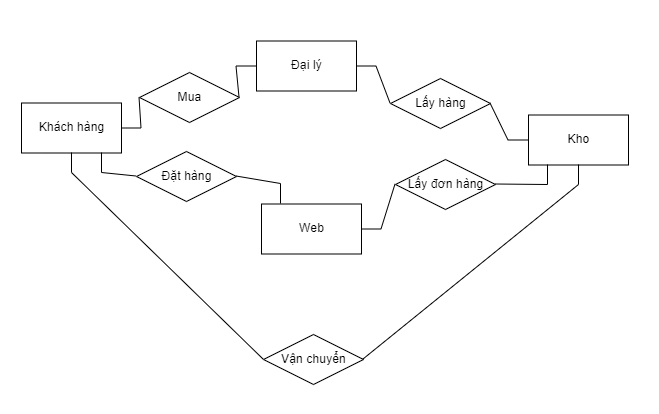 Đại lý
Mua
Lấy hàng
Khách hàng
Kho
Đặt hàng
Lấy đơn hàng
Web
Vận chuyển